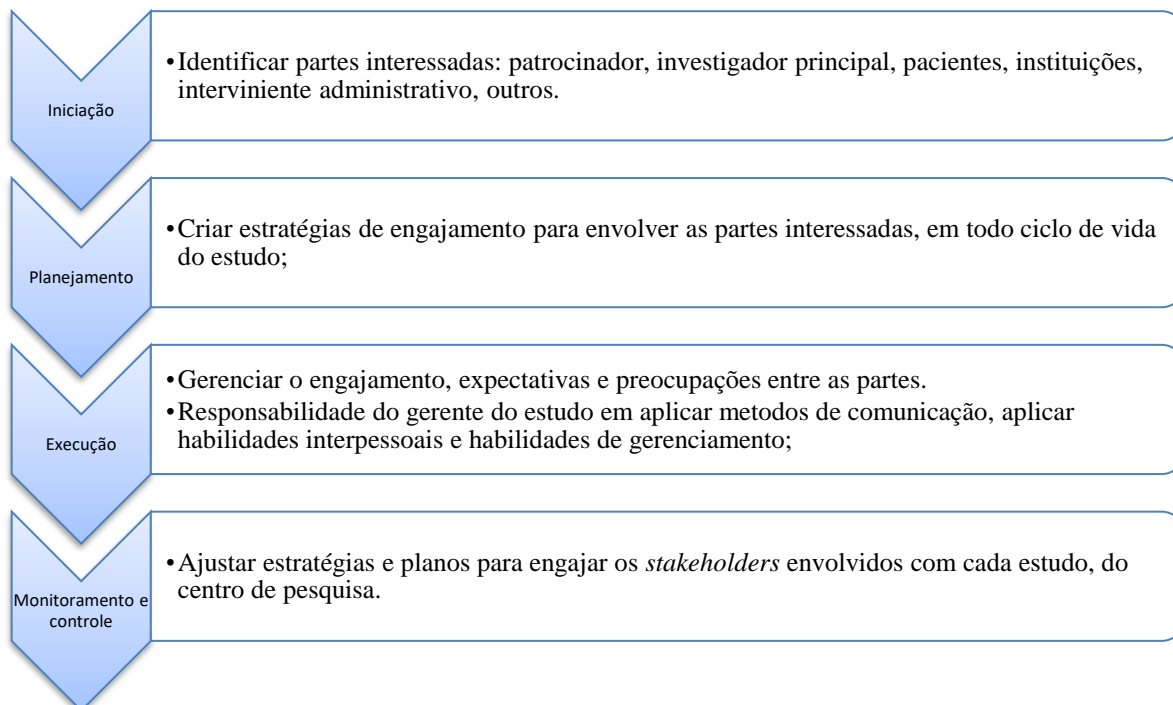 Iniciação
•Identificar partes interessadas: patrocinador, investigador principal, pacientes, instituições,
interviniente administrativo, outros.
Planejamento
•Criar estratégias de engajamento para envolver as partes interessadas, em todo ciclo de vida
do estudo;
Execução
•Gerenciar o engajamento, expectativas e preocupações entre as partes.
•Responsabilidade do gerente do estudo em aplicar metodos de comunicação, aplicar
habilidades interpessoais e habilidades de gerenciamento;
Monitoramento e
controle
•Ajustar estratégias e planos para engajar os stakeholders envolvidos com cada estudo, do
centro de pesquisa.